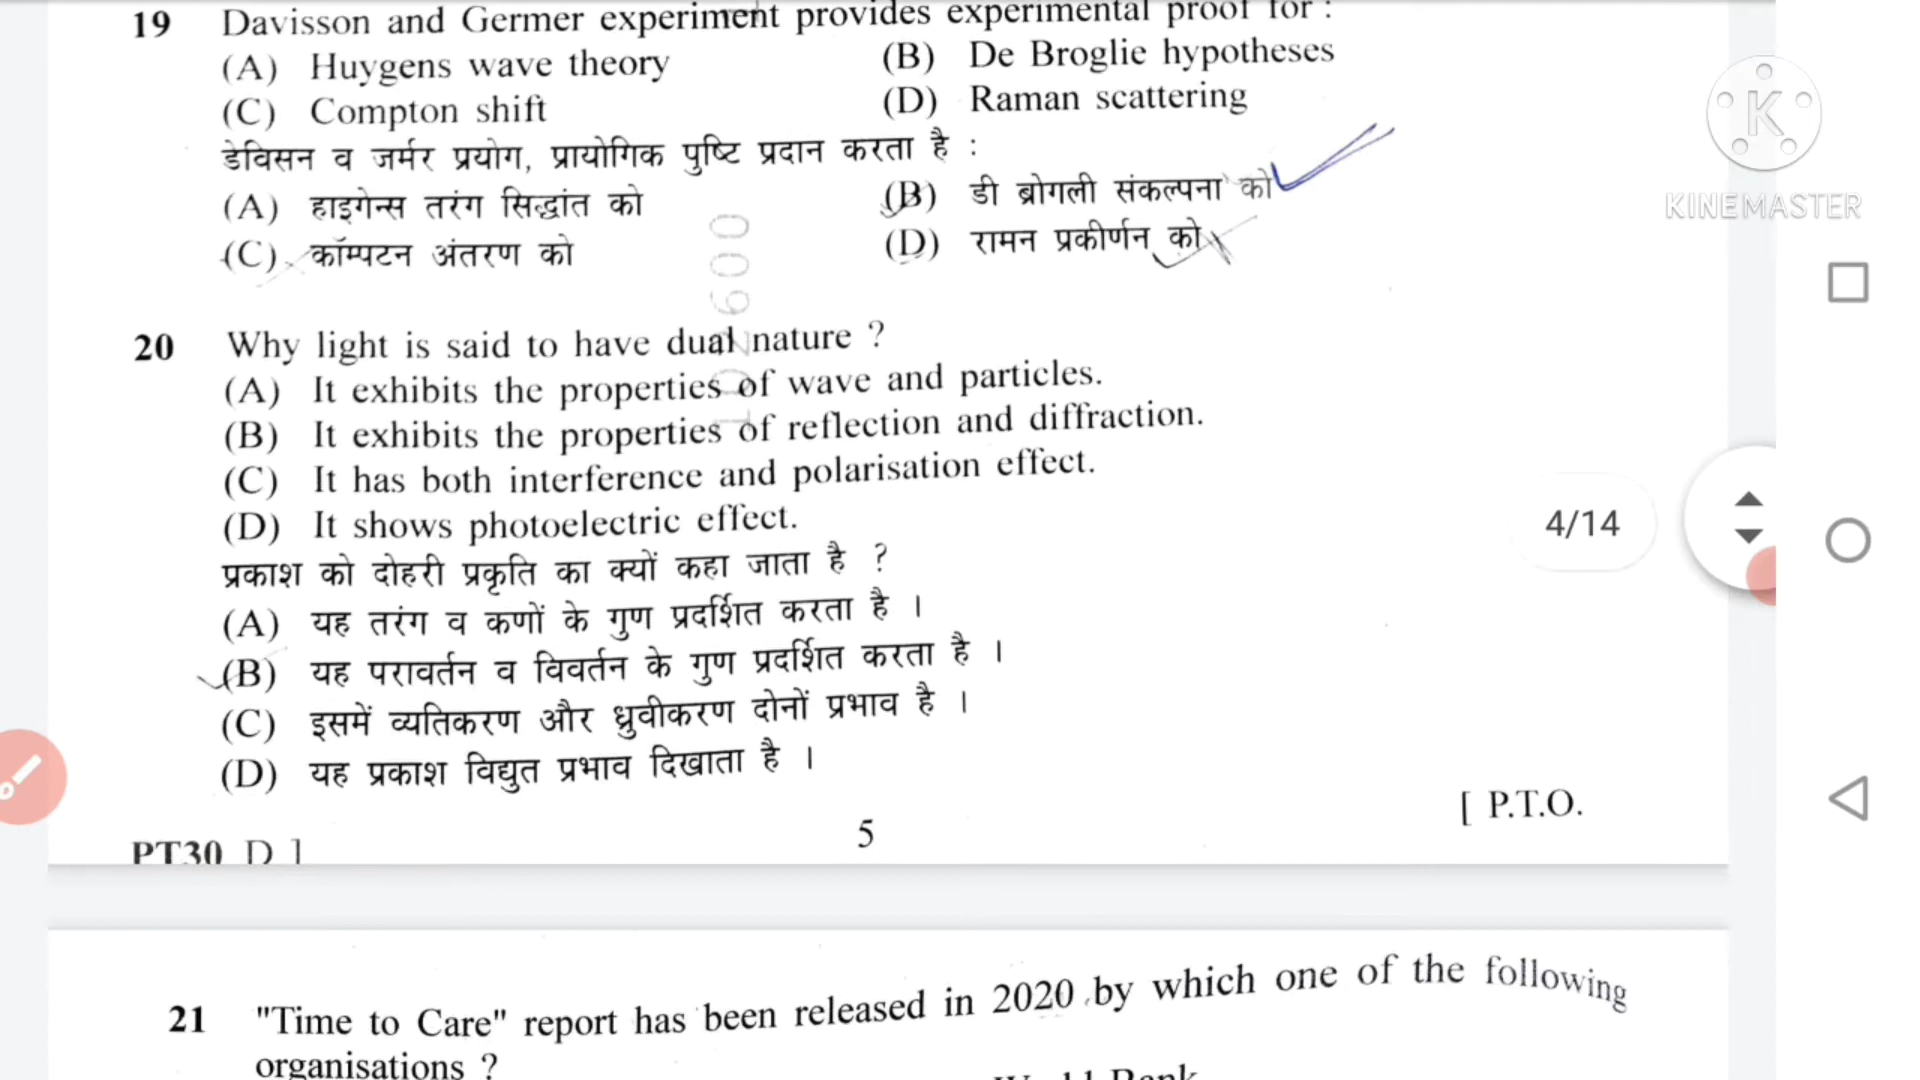 19 Davisson and Germer experiment provides experimental proof for :
(A) Huygens wave theory (B) De Broglie hypotheses
(C) Compton shift (D) Raman scattering
डेविसन व जर्मर प्रयोग, प्रायोगिक पुष्टि प्रदान करता है :
(A) हाइगेन्स तरंग सिद्धांत को (B) डी ब्रोगली संकल्पना को
(C) कॉम्पटन अंतरण को (D) रामन प्रकीर्णन को
20 Why light is said to have dual nature ?
(A) It exhibits the properties of wave and particles.
(B) It exhibits the properties of reflection and diffraction.
(C) It has both interference and polarisation effect.
(D) It shows photoelectric effect.
प्रकाश को दोहरी प्रकृति का क्यों कहा जाता है ?
(A) यह तरंग व कणों के गुण प्रदर्शित करता है ।
(B) यह परावर्तन व विवर्तन के गुण प्रदर्शित करता है ।
(C) इसमें व्यतिकरण और ध्रुवीकरण दोनों प्रभाव है ।
(D) यह प्रकाश विद्युत प्रभाव दिखाता है ।
PT30 D ] 5 [ P.T.O.
21 "Time to Care" report has been released in 2020 by which one of the following
organisations ?
World Bank
4/14
K
KINEMASTER